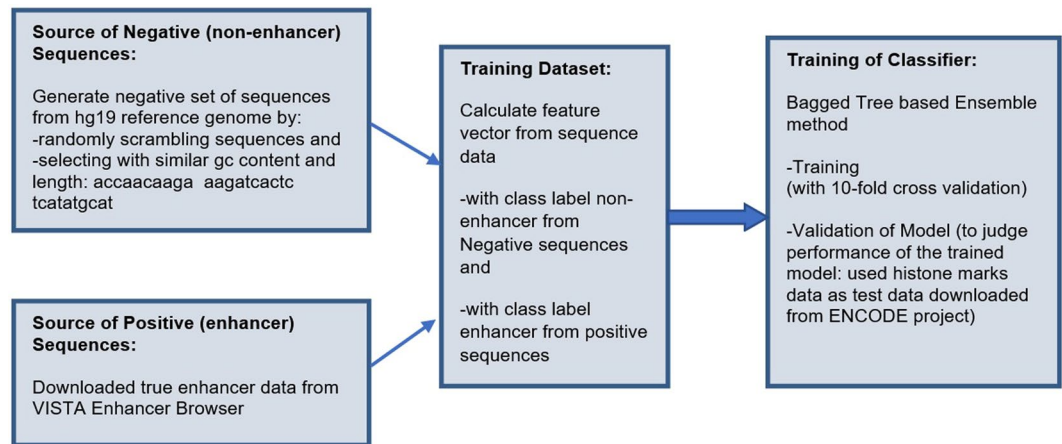 Source of Negative (non-enhancer)
Sequences:
Generate negative set of sequences
from hg19 reference genome by:
-randomly scrambling sequences and
-selecting with similar gc content and
length: accaacaaga  aagatcactc
tcatatgcat
Source of Positive (enhancer)
Sequences:
Downloaded true enhancer data from
VISTA Enhancer Browser
Training Dataset:
Calculate feature
vector from sequence
data
-with class label non-
enhancer from
Negative sequences
and
-with class label
enhancer from positive
sequences
Training of Classifier:
Bagged Tree based Ensemble
method
-Training
(with 10-fold cross validation)
-Validation of Model (to judge
performance of the trained
model: used histone marks
data as test data downloaded
from ENCODE project)